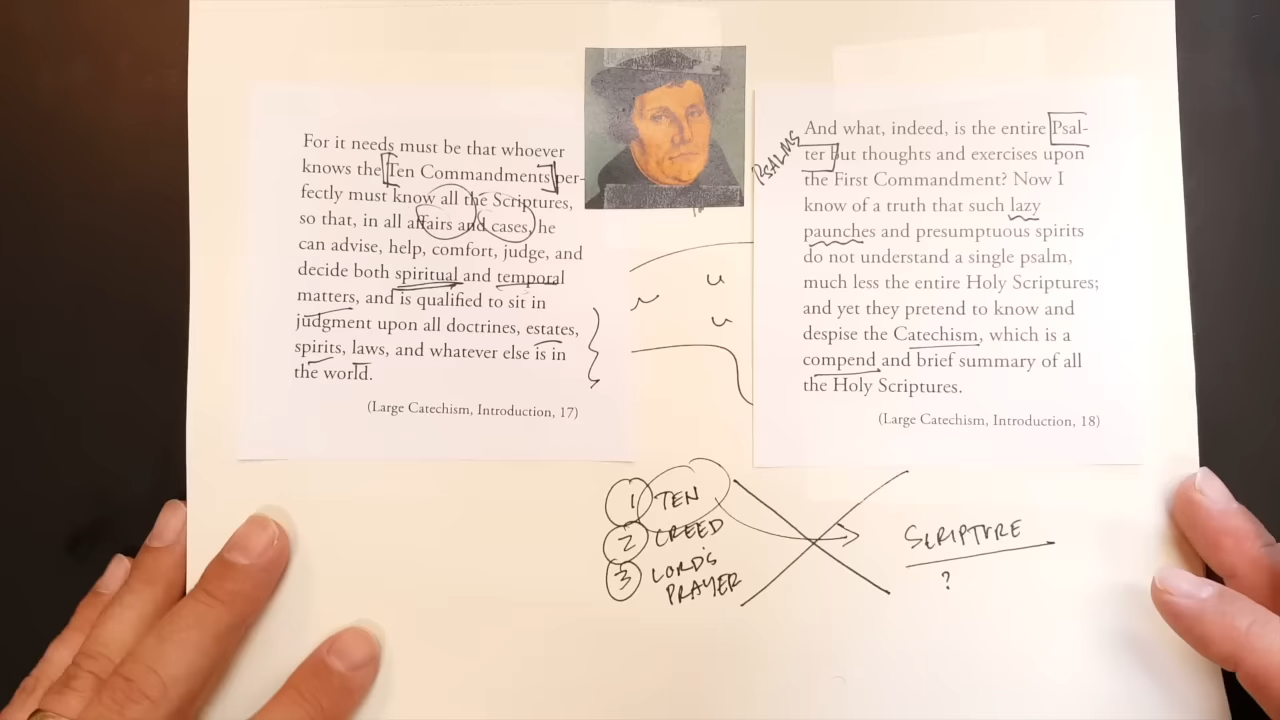 For it needs must be that whoever
knows the Ten Commandments per-
fectly must know all the Scriptures,
so that, in all affairs and cases, he
can advise, help, comfort, judge, and
decide both spiritual and temporal
matters, and is qualified to sit in
judgment upon all doctrines, estates,
spirits, laws, and whatever else is in
the world.
(Large Catechism, Introduction, 17)
PSALMS
And what, indeed, is the entire Psal-
ter but thoughts and exercises upon
the First Commandment? Now I
know of a truth that such lazy
paunches and presumptuous spirits
do not understand a single psalm,
much less the entire Holy Scriptures;
and yet they pretend to know and
despise the Catechism, which is a
compend and brief summary of all
the Holy Scriptures.
(Large Catechism, Introduction, 18)
1 TEN
2 CREED
3 LORD'S
PRAYER
SCRIPTURE
?